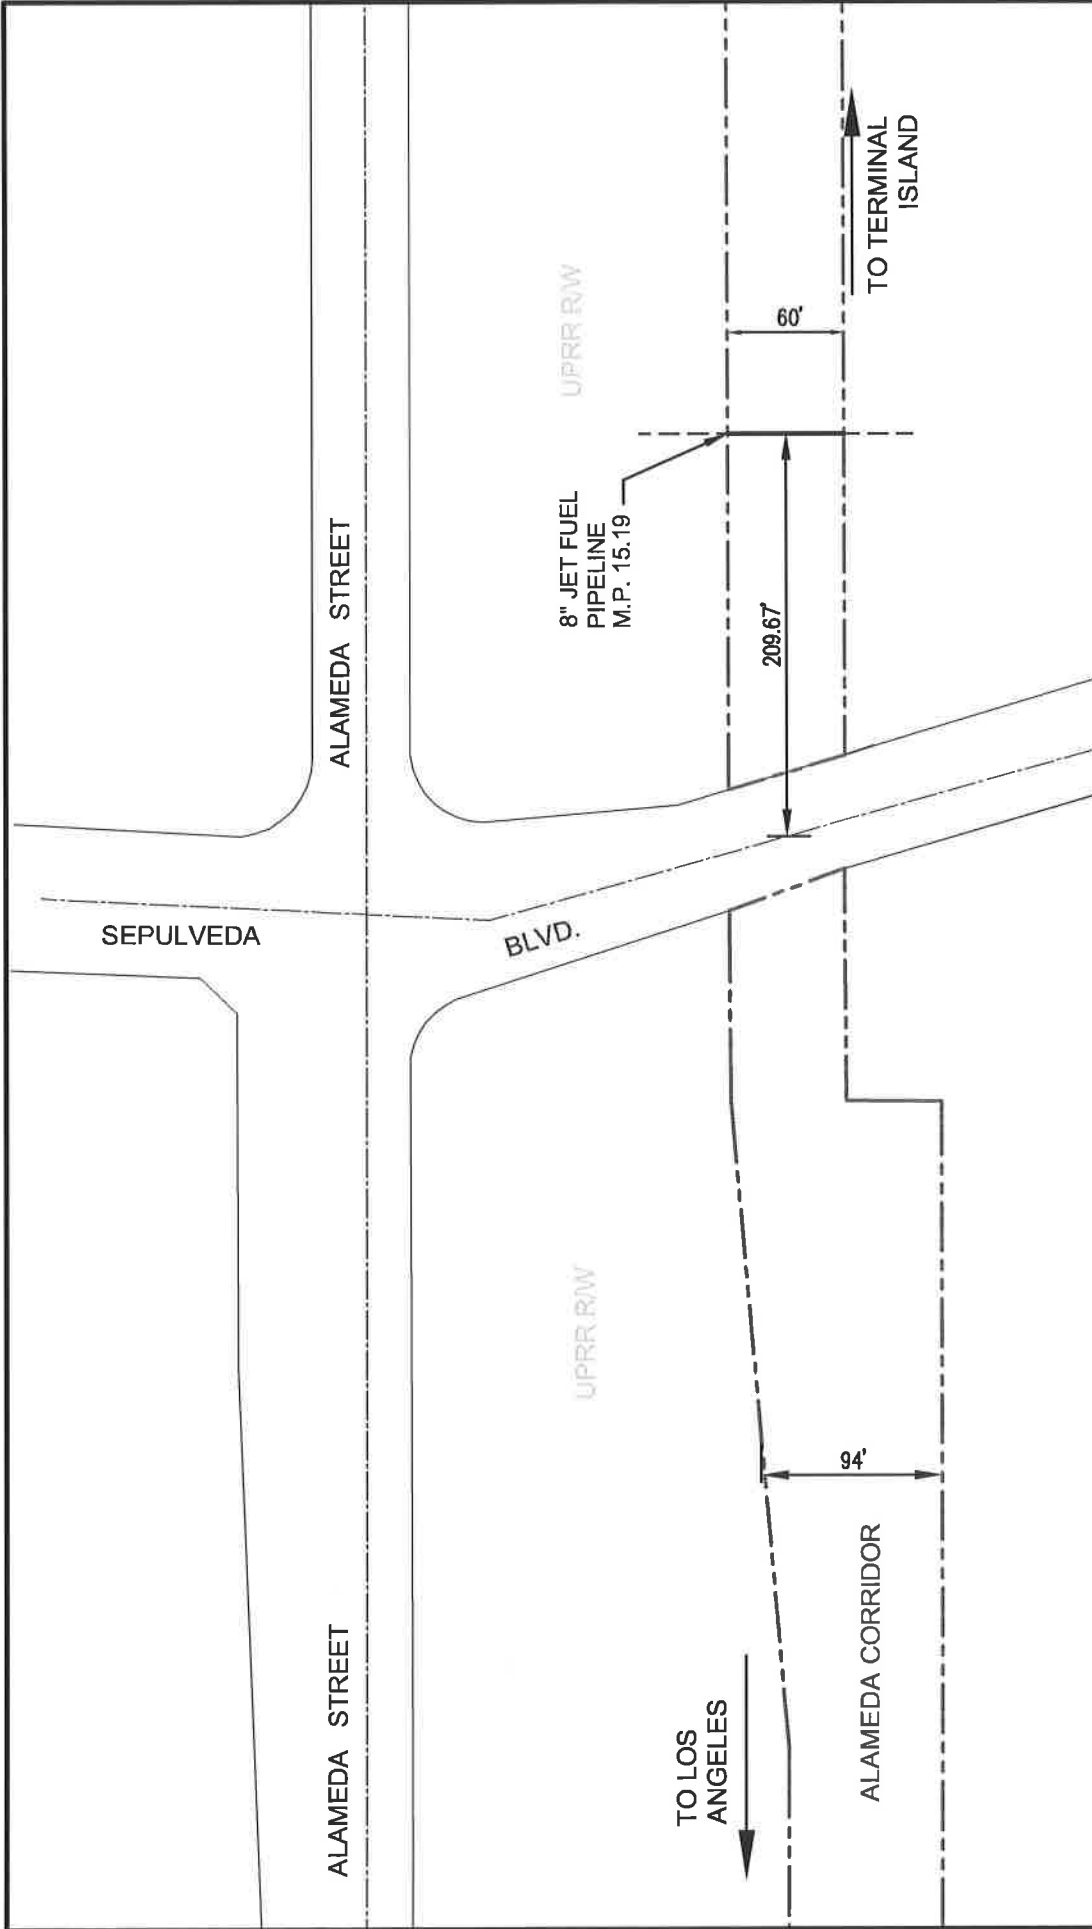 ALAMEDA STREET
UPRR R/W
TO TERMINAL
ISLAND
60'
8" JET FUEL
PIPELINE
M.P. 15.19
209.67'
SEPULVEDA
BLVD.
UPRR R/W
94'
ALAMEDA STREET
TO LOS
ANGELES
ALAMEDA CORRIDOR